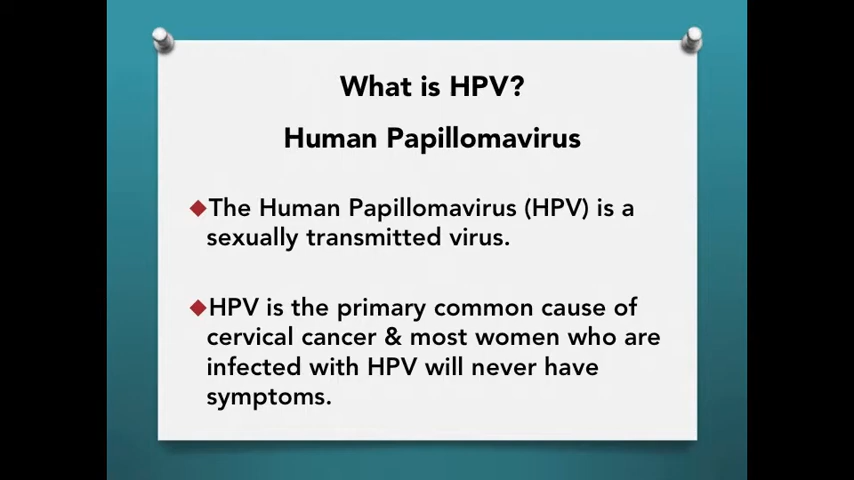 What is HPV?
Human Papillomavirus
◆The Human Papillomavirus (HPV) is a
sexually transmitted virus.
◆HPV is the primary common cause of
cervical cancer & most women who are
infected with HPV will never have
symptoms.